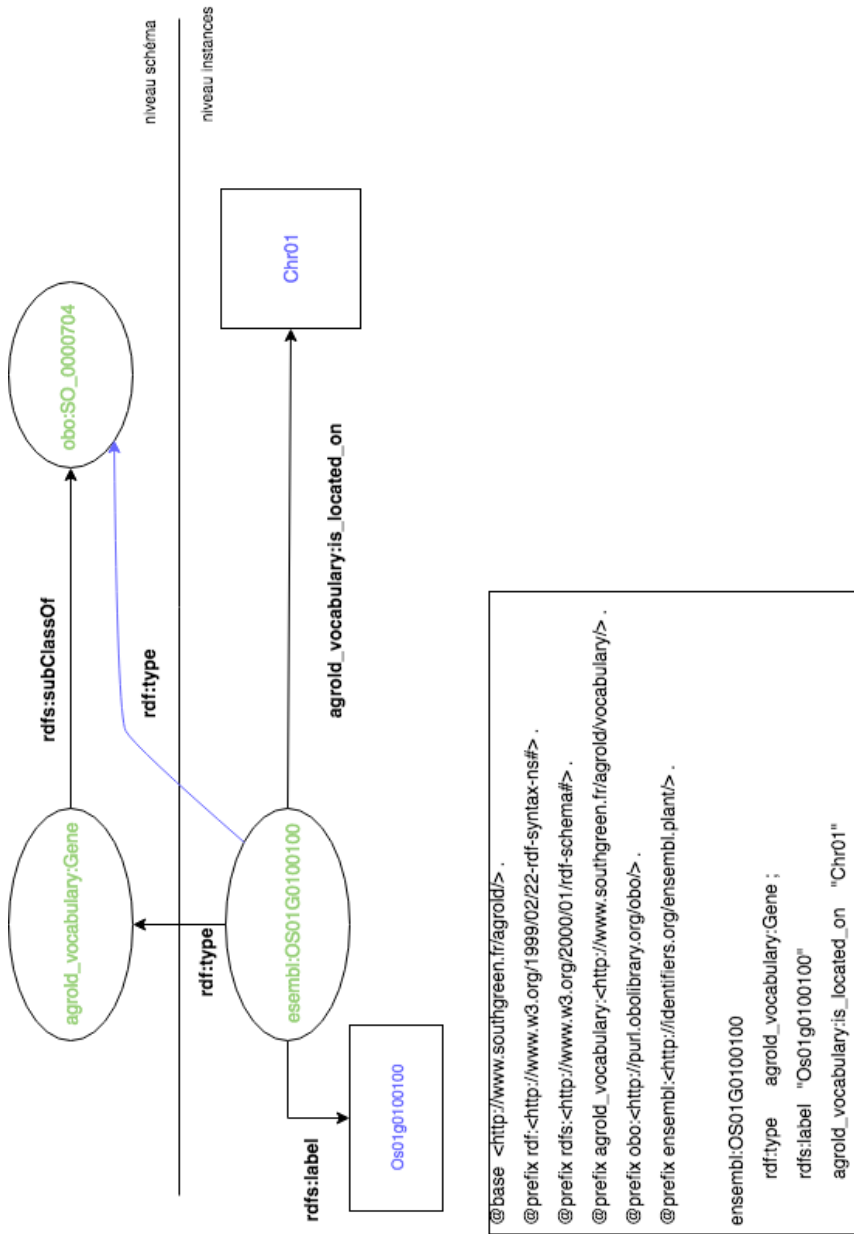 niveau schéma
niveau instances
agrold_vocabulary:Gene
rdfs:subClassOf
obo:SO_0000704
rdf:type
rdf:type
esembl:OS01G0100100
agrold_vocabulary:is_located_on
Chr01
rdfs:label
Os01g0100100
@base <http://www.southgreen.fr/agrold/> .
@prefix rdf:<http://www.w3.org/1999/02/22-rdf-syntax-ns#> .
@prefix rdfs:<http://www.w3.org/2000/01/rdf-schema#> .
@prefix agrold_vocabulary:<http://www.southgreen.fr/agrold/vocabulary/> .
@prefix obo:<http://purl.obolibrary.org/obo/> .
@prefix ensembl:<http://identifiers.org/ensembl.plant/> .
ensembl:OS01G0100100
rdf:type agrold_vocabulary:Gene ;
rdfs:label "Os01g0100100"
agrold_vocabulary:is_located_on "Chr01"